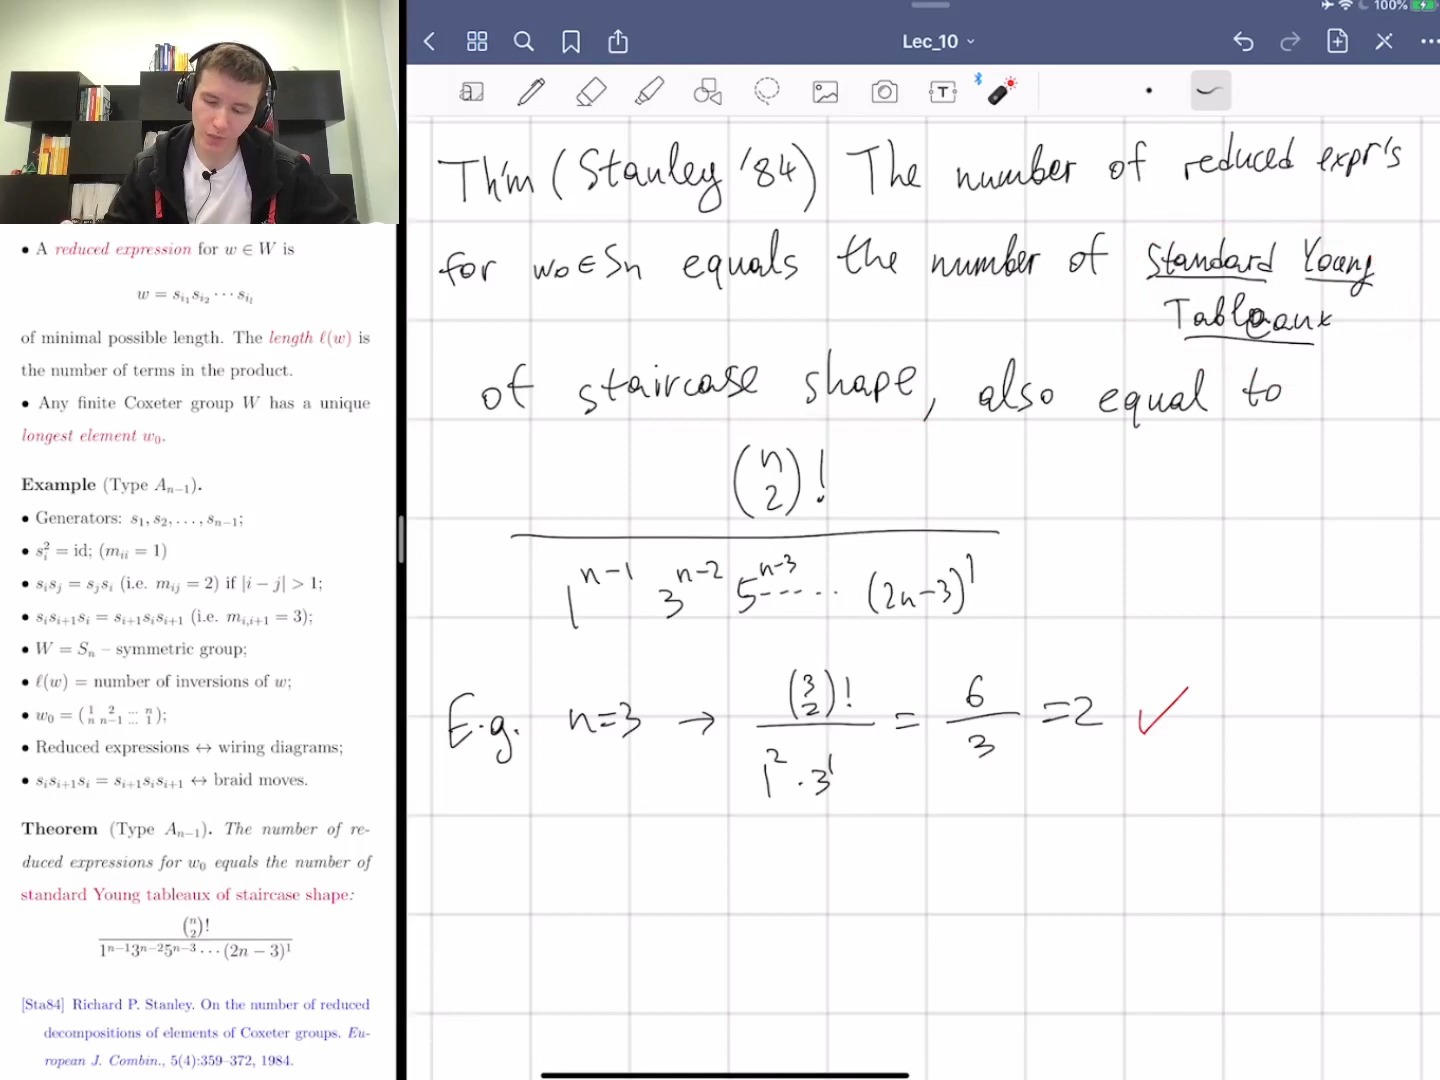 100%
Lec_10
• A reduced expression for w ∈ W is
w = s_{i_1} s_{i_2} ⋯ s_{i_l}
of minimal possible length. The length ℓ(w) is
the number of terms in the product.
• Any finite Coxeter group W has a unique
longest element w_0.
Example (Type A_{n−1}).
• Generators: s_1, s_2, …, s_{n−1};
• s_i^2 = id; (m_{ii} = 1)
• s_i s_j = s_j s_i (i.e. m_{ij} = 2) if |i − j| > 1;
• s_i s_{i+1} s_i = s_{i+1} s_i s_{i+1} (i.e. m_{i,i+1} = 3);
• W = S_n – symmetric group;
• ℓ(w) = number of inversions of w;
• w_0 = (1 2 … n / n n−1 … 1);
• Reduced expressions ↔ wiring diagrams;
• s_i s_{i+1} s_i = s_{i+1} s_i s_{i+1} ↔ braid moves.
Theorem (Type A_{n−1}). The number of re-
duced expressions for w_0 equals the number of
standard Young tableaux of staircase shape:
\binom{n}{2}!
1^{n−1}3^{n−2}5^{n−3} ⋯ (2n − 3)^1
[Sta84] Richard P. Stanley. On the number of reduced
decompositions of elements of Coxeter groups. Eu-
ropean J. Combin., 5(4):359–372, 1984.
Th'm (Stanley '84) The number of reduced expr's
for w_0 ∈ S_n equals the number of Standard Young
Tableaux
of staircase shape, also equal to
\binom{n}{2}!
1^{n-1} 3^{n-2} 5^{n-3} ..... (2n-3)^1
E.g. n=3 → \binom{3}{2}! / 1^2 · 3^1 = 6/3 = 2 ✓